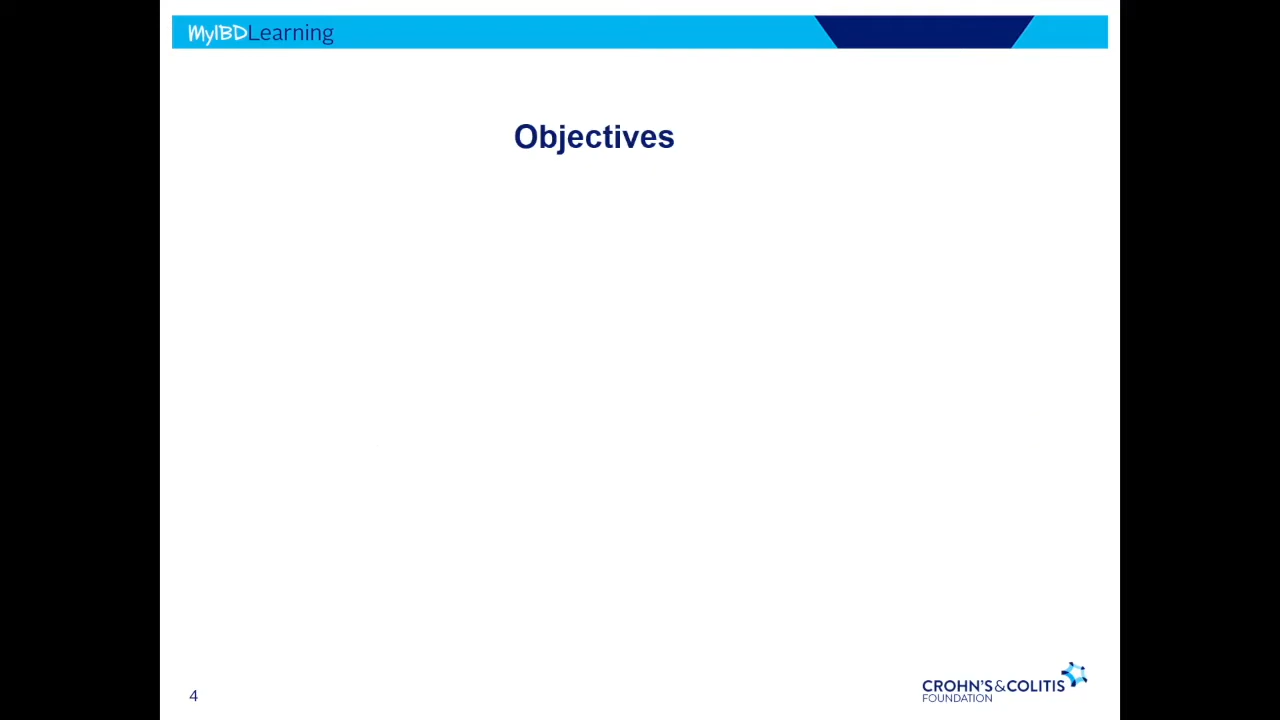 MyIBDLearning
Objectives
4
CROHN'S & COLITIS
FOUNDATION